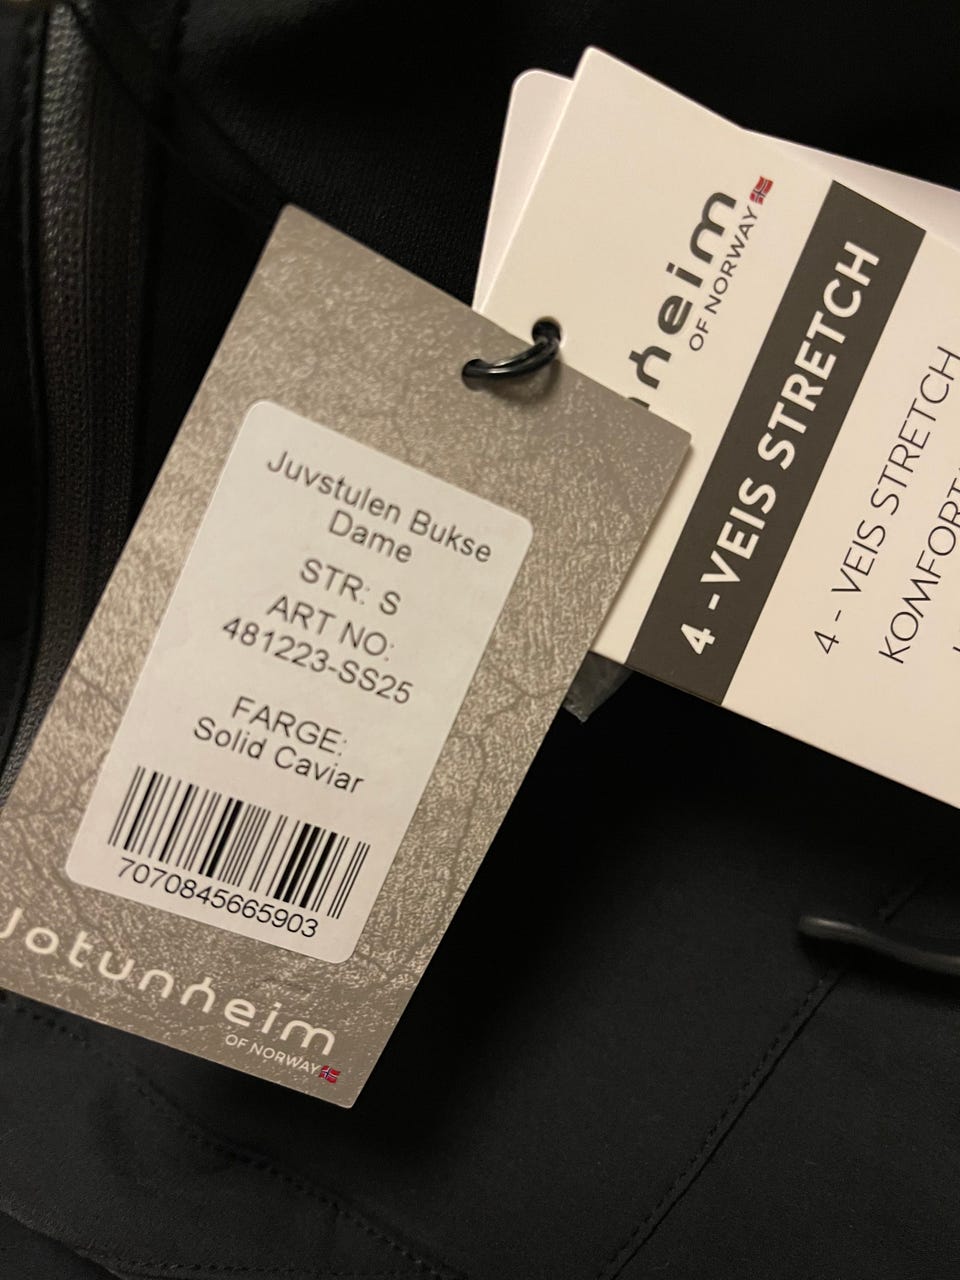 Juvstulen Bukse
Dame
STR: S
ART NO:
481223-SS25
FARGE:
Solid Caviar
7070845665903
Jotunheim
OF NORWAY
OF NORWAY
4 - VEIS STRETCH
4 - VEIS STRETCH